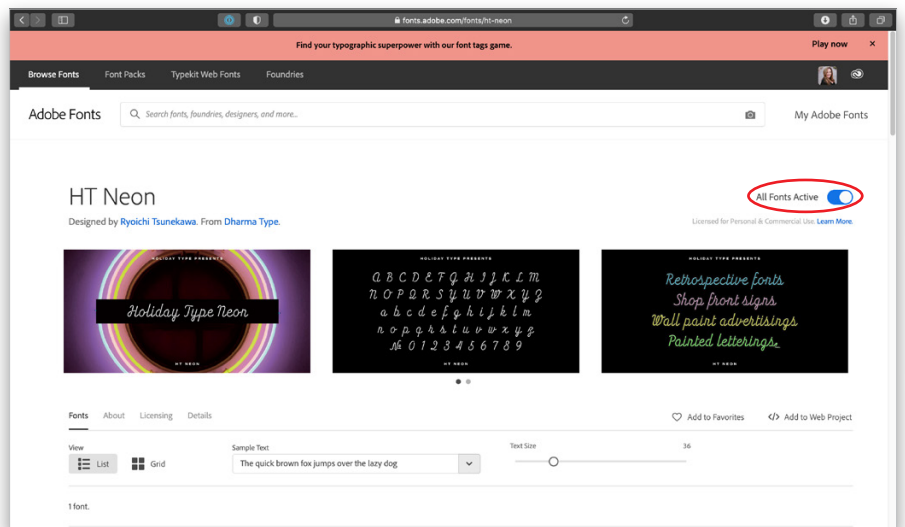 fonts.adobe.com/fonts/ht-neon
Find your typographic superpower with our font tags game.
Play now ×
Browse Fonts Font Packs Typekit Web Fonts Foundries
Adobe Fonts
Search fonts, foundries, designers, and more...
My Adobe Fonts
HT Neon
All Fonts Active
Designed by Ryoichi Tsunekawa. From Dharma Type.
Licensed for Personal & Commercial Use. Learn More.
HOLIDAY TYPE PRESENTS
Holiday Type Neon
HT NEON
HOLIDAY TYPE PRESENTS
A B C D E F G H I J K L M
N O P Q R S T U V W X Y Z
a b c d e f g h i j k l m
n o p q r s t u v w x y z
№ 0 1 2 3 4 5 6 7 8 9
HT NEON
HOLIDAY TYPE PRESENTS
Retrospective fonts
Shop front signs
Wall paint advertisings
Painted letterings.
HT NEON
Fonts About Licensing Details
Add to Favorites </> Add to Web Project
View
List Grid
Sample Text
The quick brown fox jumps over the lazy dog
Text Size 36
1 font.